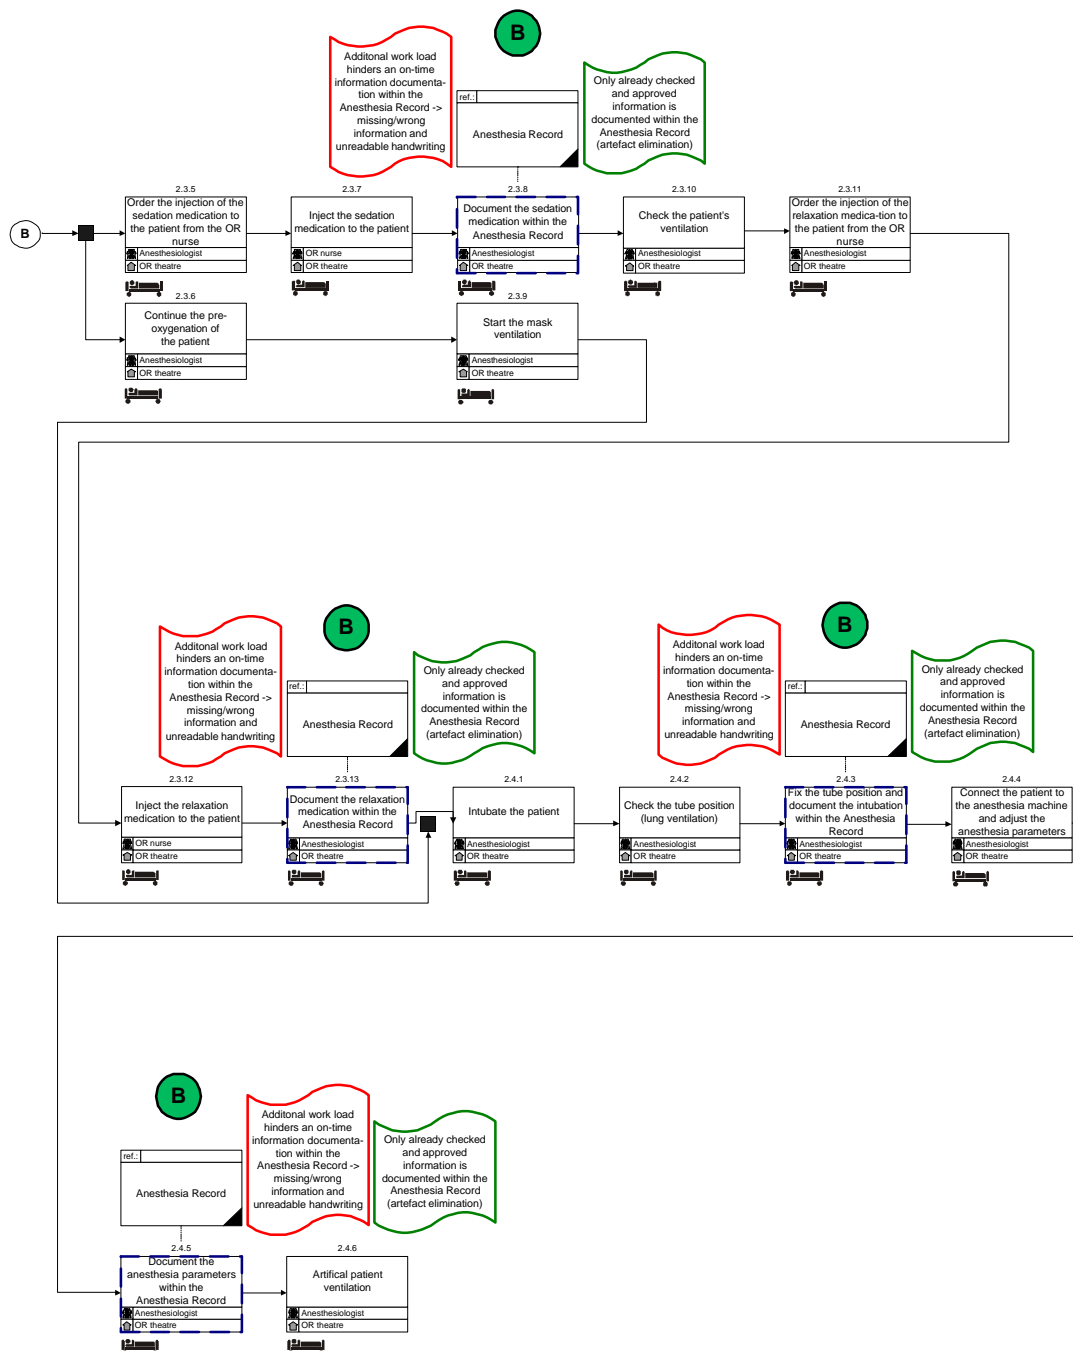 B
Additonal work load
hinders an on-time
information documenta-
tion within the
Anesthesia Record ->
missing/wrong
information and
unreadable handwriting
ref.:
Anesthesia Record
Only already checked
and approved
information is
documented within the
Anesthesia Record
(artefact elimination)
B
2.3.5
Order the injection of the
sedation medication to
the patient from the OR
nurse
Anesthesiologist
OR theatre
2.3.7
Inject the sedation
medication to the patient
OR nurse
OR theatre
2.3.8
Document the sedation
medication within the
Anesthesia Record
Anesthesiologist
OR theatre
2.3.10
Check the patient's
ventilation
Anesthesiologist
OR theatre
2.3.11
Order the injection of the
relaxation medica-tion to
the patient from the OR
nurse
Anesthesiologist
OR theatre
2.3.6
Continue the pre-
oxygenation of
the patient
Anesthesiologist
OR theatre
2.3.9
Start the mask
ventilation
Anesthesiologist
OR theatre
Additonal work load
hinders an on-time
information documenta-
tion within the
Anesthesia Record ->
missing/wrong
information and
unreadable handwriting
B
ref.:
Anesthesia Record
Only already checked
and approved
information is
documented within the
Anesthesia Record
(artefact elimination)
Additonal work load
hinders an on-time
information documenta-
tion within the
Anesthesia Record ->
missing/wrong
information and
unreadable handwriting
B
ref.:
Anesthesia Record
Only already checked
and approved
information is
documented within the
Anesthesia Record
(artefact elimination)
2.3.12
Inject the relaxation
medication to the patient
OR nurse
OR theatre
2.3.13
Document the relaxation
medication within the
Anesthesia Record
Anesthesiologist
OR theatre
2.4.1
Intubate the patient
Anesthesiologist
OR theatre
2.4.2
Check the tube position
(lung ventilation)
Anesthesiologist
OR theatre
2.4.3
Fix the tube position and
document the intubation
within the Anesthesia
Record
Anesthesiologist
OR theatre
2.4.4
Connect the patient to
the anesthesia machine
and adjust the
anesthesia parameters
Anesthesiologist
OR theatre
B
ref.:
Anesthesia Record
Additonal work load
hinders an on-time
information documenta-
tion within the
Anesthesia Record ->
missing/wrong
information and
unreadable handwriting
Only already checked
and approved
information is
documented within the
Anesthesia Record
(artefact elimination)
2.4.5
Document the
anesthesia parameters
within the
Anesthesia Record
Anesthesiologist
OR theatre
2.4.6
Artifical patient
ventilation
Anesthesiologist
OR theatre